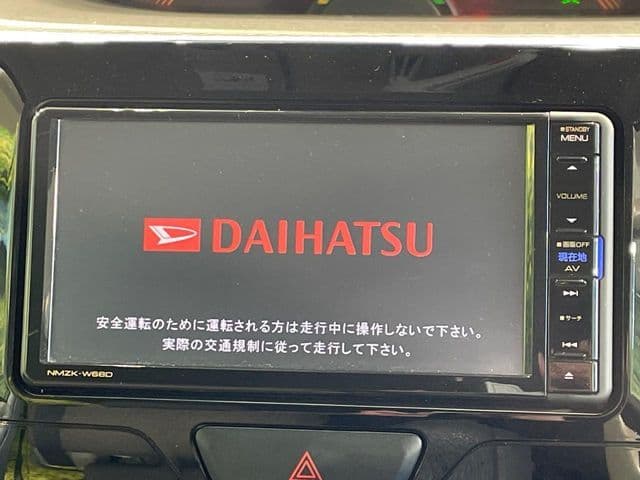 ■STANDBY
MENU
VOLUME
DAIHATSU
■画面OFF
現在地
AV
■サーチ
安全運転のために運転される方は走行中に操作しないで下さい。
実際の交通規制に従って走行して下さい。
NMZK-W68D